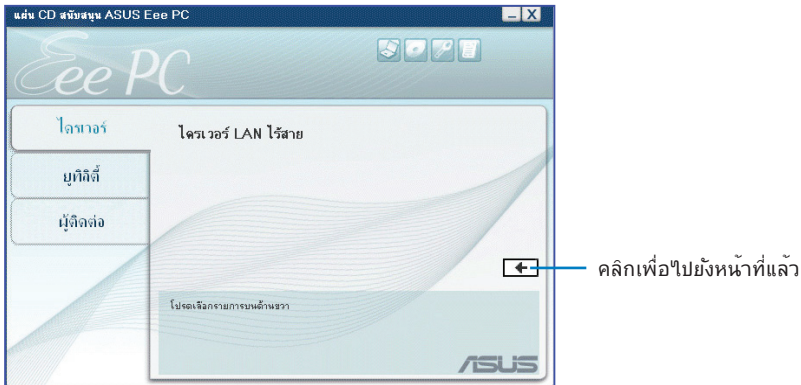 แผ่น CD สนับสนุน ASUS Eee PC
Eee PC
ไดรเวอร์
ไดรเวอร์ LAN ไร้สาย
ยูทิลิตี้
ผู้ติดต่อ
คลิกเพื่อไปยังหน้าที่แล้ว
โปรดเลือกรายการบนด้านขวา
ASUS